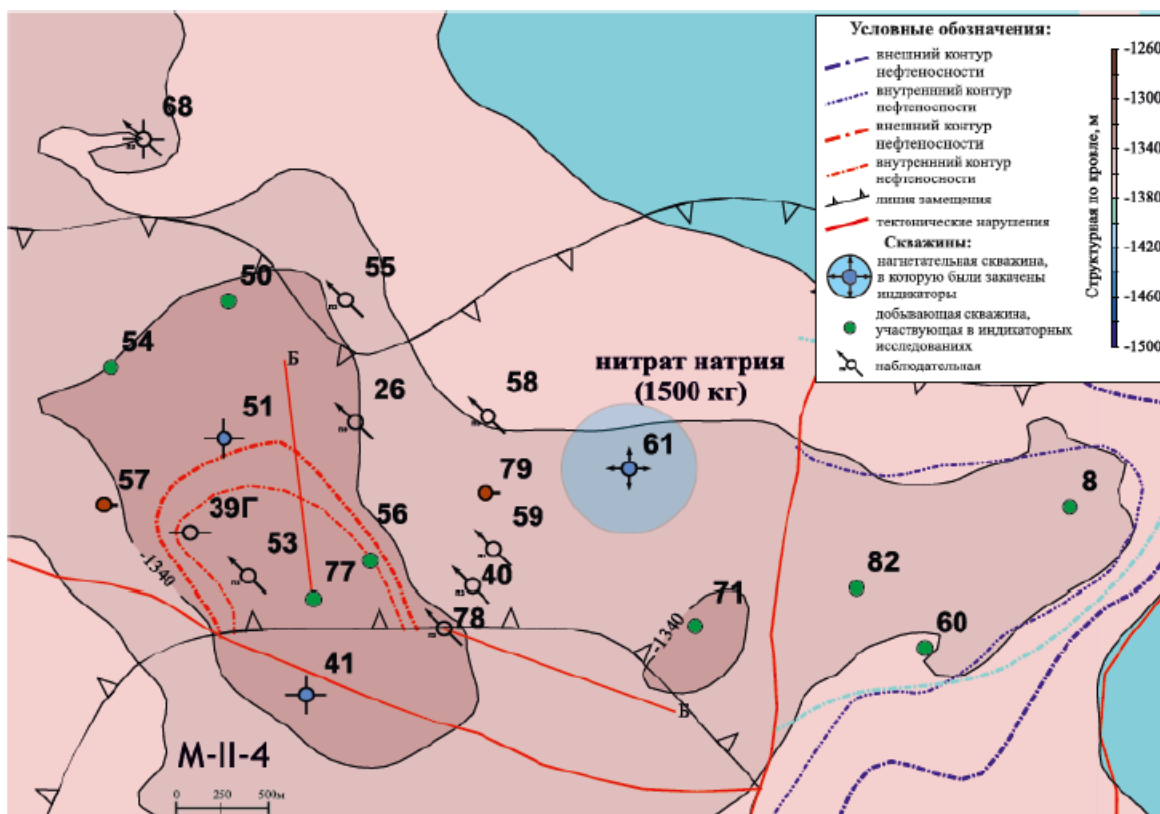 Условные обозначения:
внешний контур
нефтеносности
внутреннний контур
нефтеносности
внешний контур
нефтеносности
внутреннний контур
нефтеносности
линия замещения
тектонические нарушения
Скважины:
нагнетательная скважина,
в которую были закачены
индикаторы
добывающая скважина,
участвующая в индикаторных
исследованиях
наблюдательная
Структурная по кровле, м
-1260
-1300
-1340
-1380
-1420
-1460
-1500
68
55
50
54
26
58
нитрат натрия
(1500 кг)
Б
51
61
79
57
39Г
56
59
8
53
77
40
82
-1340
78
71
60
-1340
41
Б
М-II-4
0 250 500м